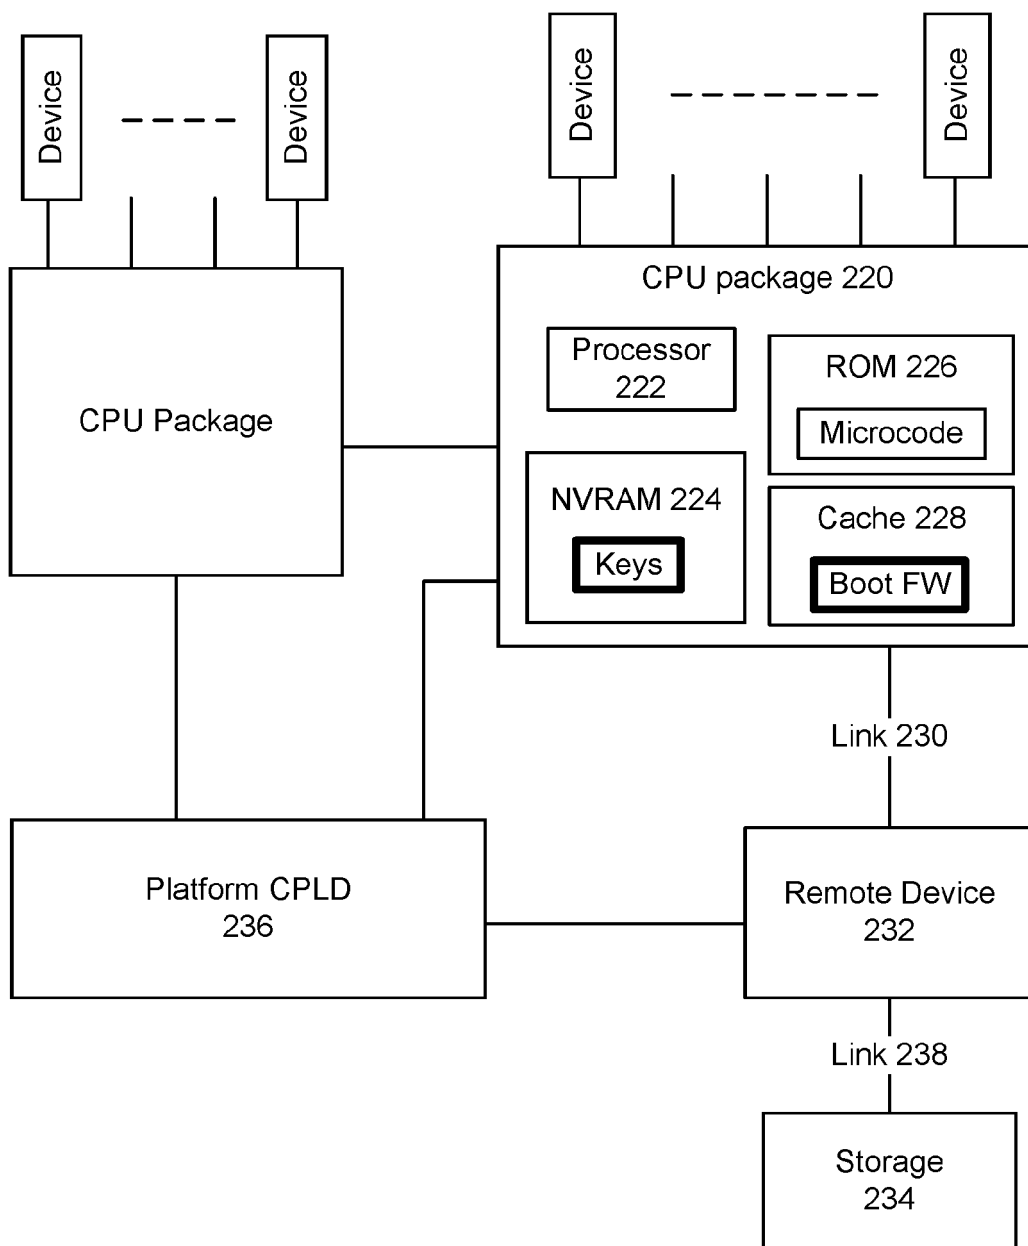 Device
Device
Device
Device
CPU package 220
Processor
222
ROM 226
Microcode
CPU Package
NVRAM 224
Keys
Cache 228
Boot FW
Link 230
Platform CPLD
236
Remote Device
232
Link 238
Storage
234